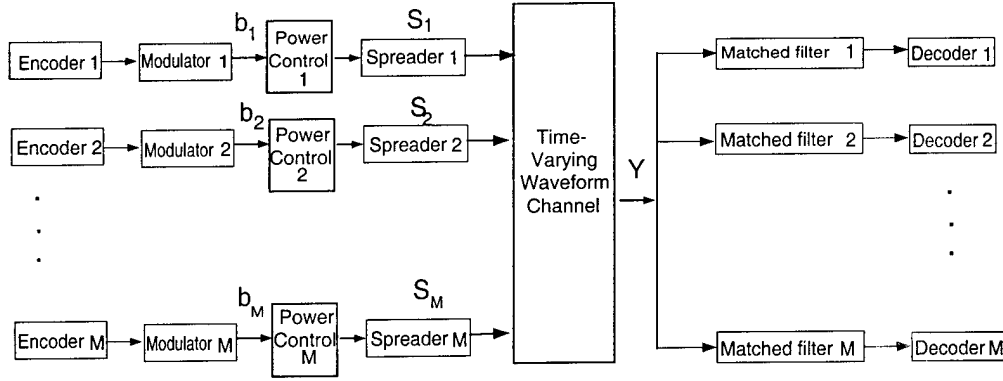 b1
S1
Encoder 1
Modulator 1
Power
Control
1
Spreader 1
Matched filter 1
Decoder 1
b2
S2
Encoder 2
Modulator 2
Power
Control
2
Spreader 2
Time-
Varying
Waveform
Channel
Y
Matched filter 2
Decoder 2
bM
SM
Encoder M
Modulator M
Power
Control
M
Spreader M
Matched filter M
Decoder M